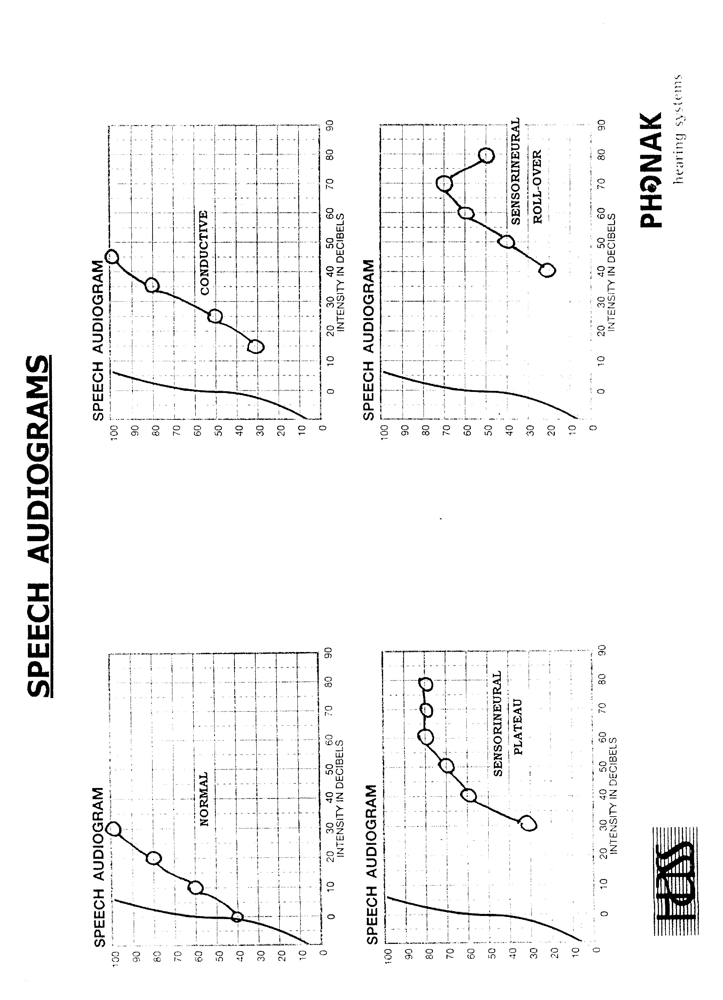 SPEECH AUDIOGRAMS
SPEECH AUDIOGRAM
100
90
80
70
60
50
40
30
20
10
0
NORMAL
0 10 20 30 40 50 60 70 80 90
INTENSITY IN DECIBELS
SPEECH AUDIOGRAM
100
90
80
70
60
50
40
30
20
10
0
CONDUCTIVE
0 10 20 30 40 50 60 70 80 90
INTENSITY IN DECIBELS
SPEECH AUDIOGRAM
100
90
80
70
60
50
40
30
20
10
0
SENSORINEURAL
PLATEAU
0 10 20 30 40 50 60 70 80 90
INTENSITY IN DECIBELS
SPEECH AUDIOGRAM
100
90
80
70
60
50
40
30
20
10
0
SENSORINEURAL
ROLL-OVER
0 10 20 30 40 50 60 70 80 90
INTENSITY IN DECIBELS
PHONAK
hearing systems